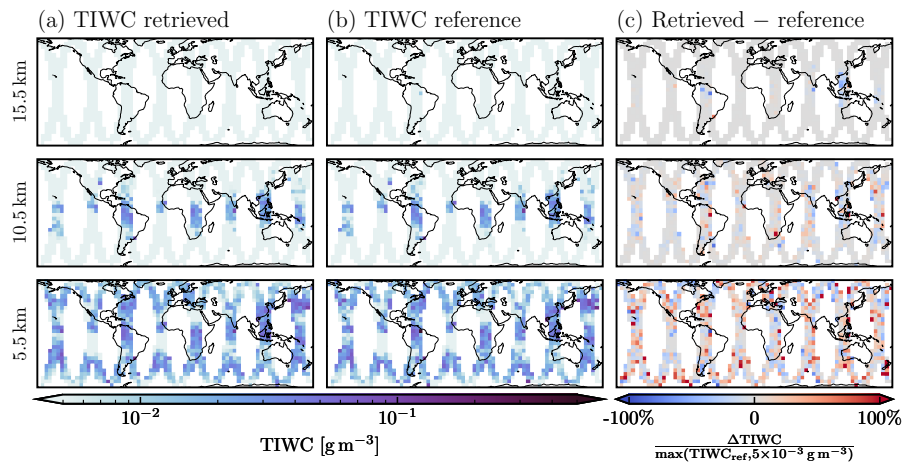 (a) TIWC retrieved (b) TIWC reference (c) Retrieved − reference
15.5 km
10.5 km
5.5 km
10⁻² 10⁻¹ -100% 0 100%
TIWC [g m⁻³]
ΔTIWC
max(TIWC_ref, 5×10⁻³ g m⁻³)